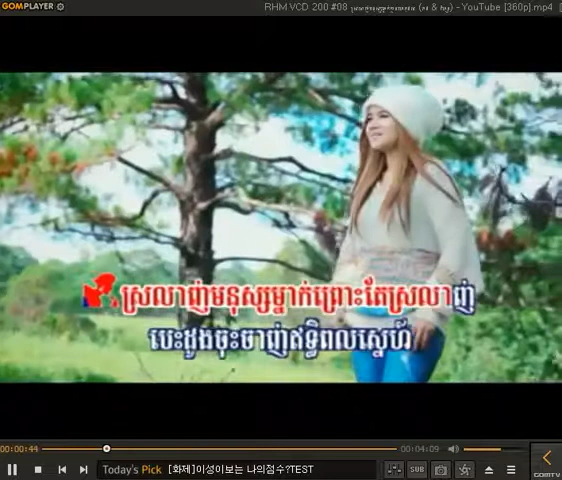 GOMPLAYER
RHM VCD 200 #08 - YouTube [360p].mp4
ស្រលាញ់មនុស្សម្នាក់ព្រោះតែស្រលាញ់
បេះដូងចុះចាញ់ឥទ្ធិពលស្នេហ៍
00:00:44
00:04:09
Today's Pick [화제]이성이보는 나의점수?TEST
SUB
GOMTV